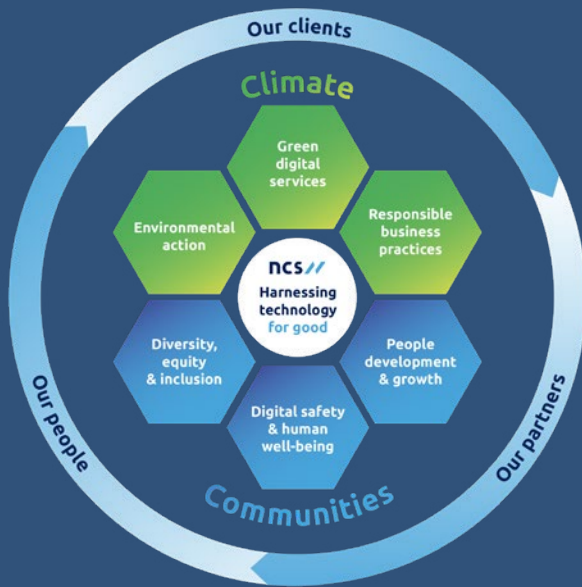 Our clients
Climate
Green
digital
services
Environmental
action
Responsible
business
practices
ncs//
Harnessing
technology
for good
Diversity,
equity
& inclusion
People
development
& growth
Digital safety
& human
well-being
Communities
Our people
Our partners